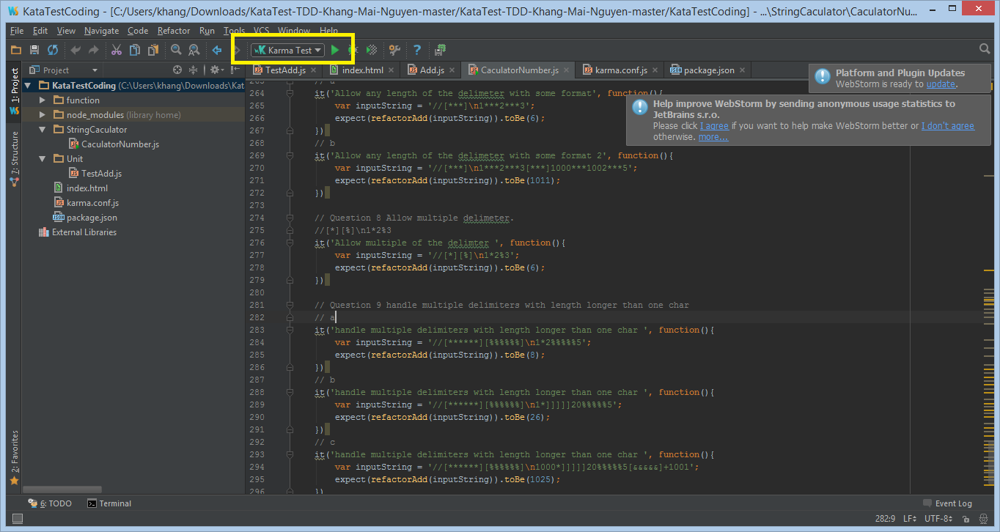 KataTestCoding - [C:/Users/khang/Downloads/KataTest-TDD-Khang-Mai-Nguyen-master/KataTest-TDD-Khang-Mai-Nguyen-master/KataTestCoding] - ...\StringCaculator\CaculatorNu...
File Edit View Navigate Code Refactor Run Tools VCS Window Help
Karma Test
Project
TestAdd.js index.html Add.js CaculatorNumber.js karma.conf.js package.json
1: Project
7: Structure
2: Favorites
KataTestCoding (C:\Users\khang\Downloads\Kat
function
node_modules (library home)
StringCaculator
CaculatorNumber.js
Unit
TestAdd.js
index.html
karma.conf.js
package.json
External Libraries
Platform and Plugin Updates
WebStorm is ready to update.
Help improve WebStorm by sending anonymous usage statistics to
JetBrains s.r.o.
Please click I agree if you want to help make WebStorm better or I don't agree
otherwise. more...
263 // a
264 it('Allow any length of the delimeter with some format', function(){
265 var inputString = '//[***]\n1***2***3';
266 expect(refactorAdd(inputString)).toBe(6);
267 })
268 // b
269 it('Allow any length of the delimeter with some format 2', function(){
270 var inputString = '//[***]\n1***2***3[***]1000***1002***5';
271 expect(refactorAdd(inputString)).toBe(1011);
272 })
273
274 // Question 8 Allow multiple delimeter.
275 //[*][%]\n1*2%3
276 it('Allow multiple of the delimter ', function(){
277 var inputString = '//[*][%]\n1*2%3';
278 expect(refactorAdd(inputString)).toBe(6);
279 })
280
281 // Question 9 handle multiple delimiters with length longer than one char
282 // a
283 it('handle multiple delimiters with length longer than one char ', function(){
284 var inputString = '//[******][%%%%%%]\n1*2%%%%%5';
285 expect(refactorAdd(inputString)).toBe(8);
286 })
287 // b
288 it('handle multiple delimiters with length longer than one char ', function(){
289 var inputString = '//[******][%%%%%%]\n1*]]]]]20%%%%%5';
290 expect(refactorAdd(inputString)).toBe(26);
291 })
292 // c
293 it('handle multiple delimiters with length longer than one char ', function(){
294 var inputString = '//[******][%%%%%%]\n1000*]]]]]20%%%%%5[&&&&&]+1001';
295 expect(refactorAdd(inputString)).toBe(1025);
296 })
6: TODO Terminal Event Log
282:9 LF UTF-8